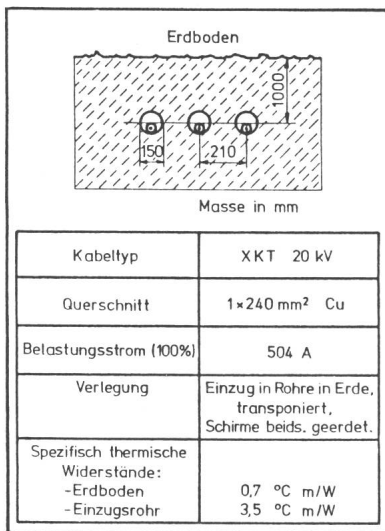 Erdboden
1000
150
210
Masse in mm
Kabeltyp
XKT 20 kV
Querschnitt
1×240 mm² Cu
Belastungsstrom (100%)
504 A
Verlegung
Einzug in Rohre in Erde,
transponiert,
Schirme beids. geerdet.
Spezifisch thermische
Widerstände:
-Erdboden
0,7 °C m/W
-Einzugsrohr
3,5 °C m/W